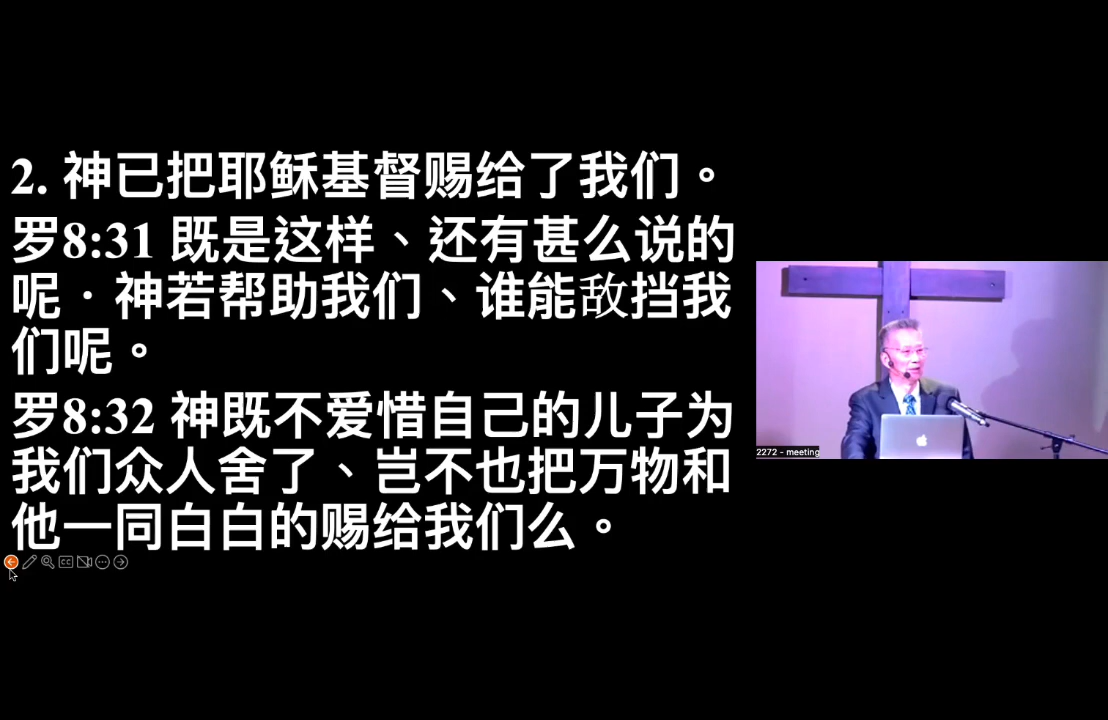 2. 神已把耶稣基督赐给了我们。
罗8:31 既是这样、还有甚么说的
呢．神若帮助我们、谁能敌挡我
们呢。
罗8:32 神既不爱惜自己的儿子为
我们众人舍了、岂不也把万物和
他一同白白的赐给我们么。
CC
2272 - meeting